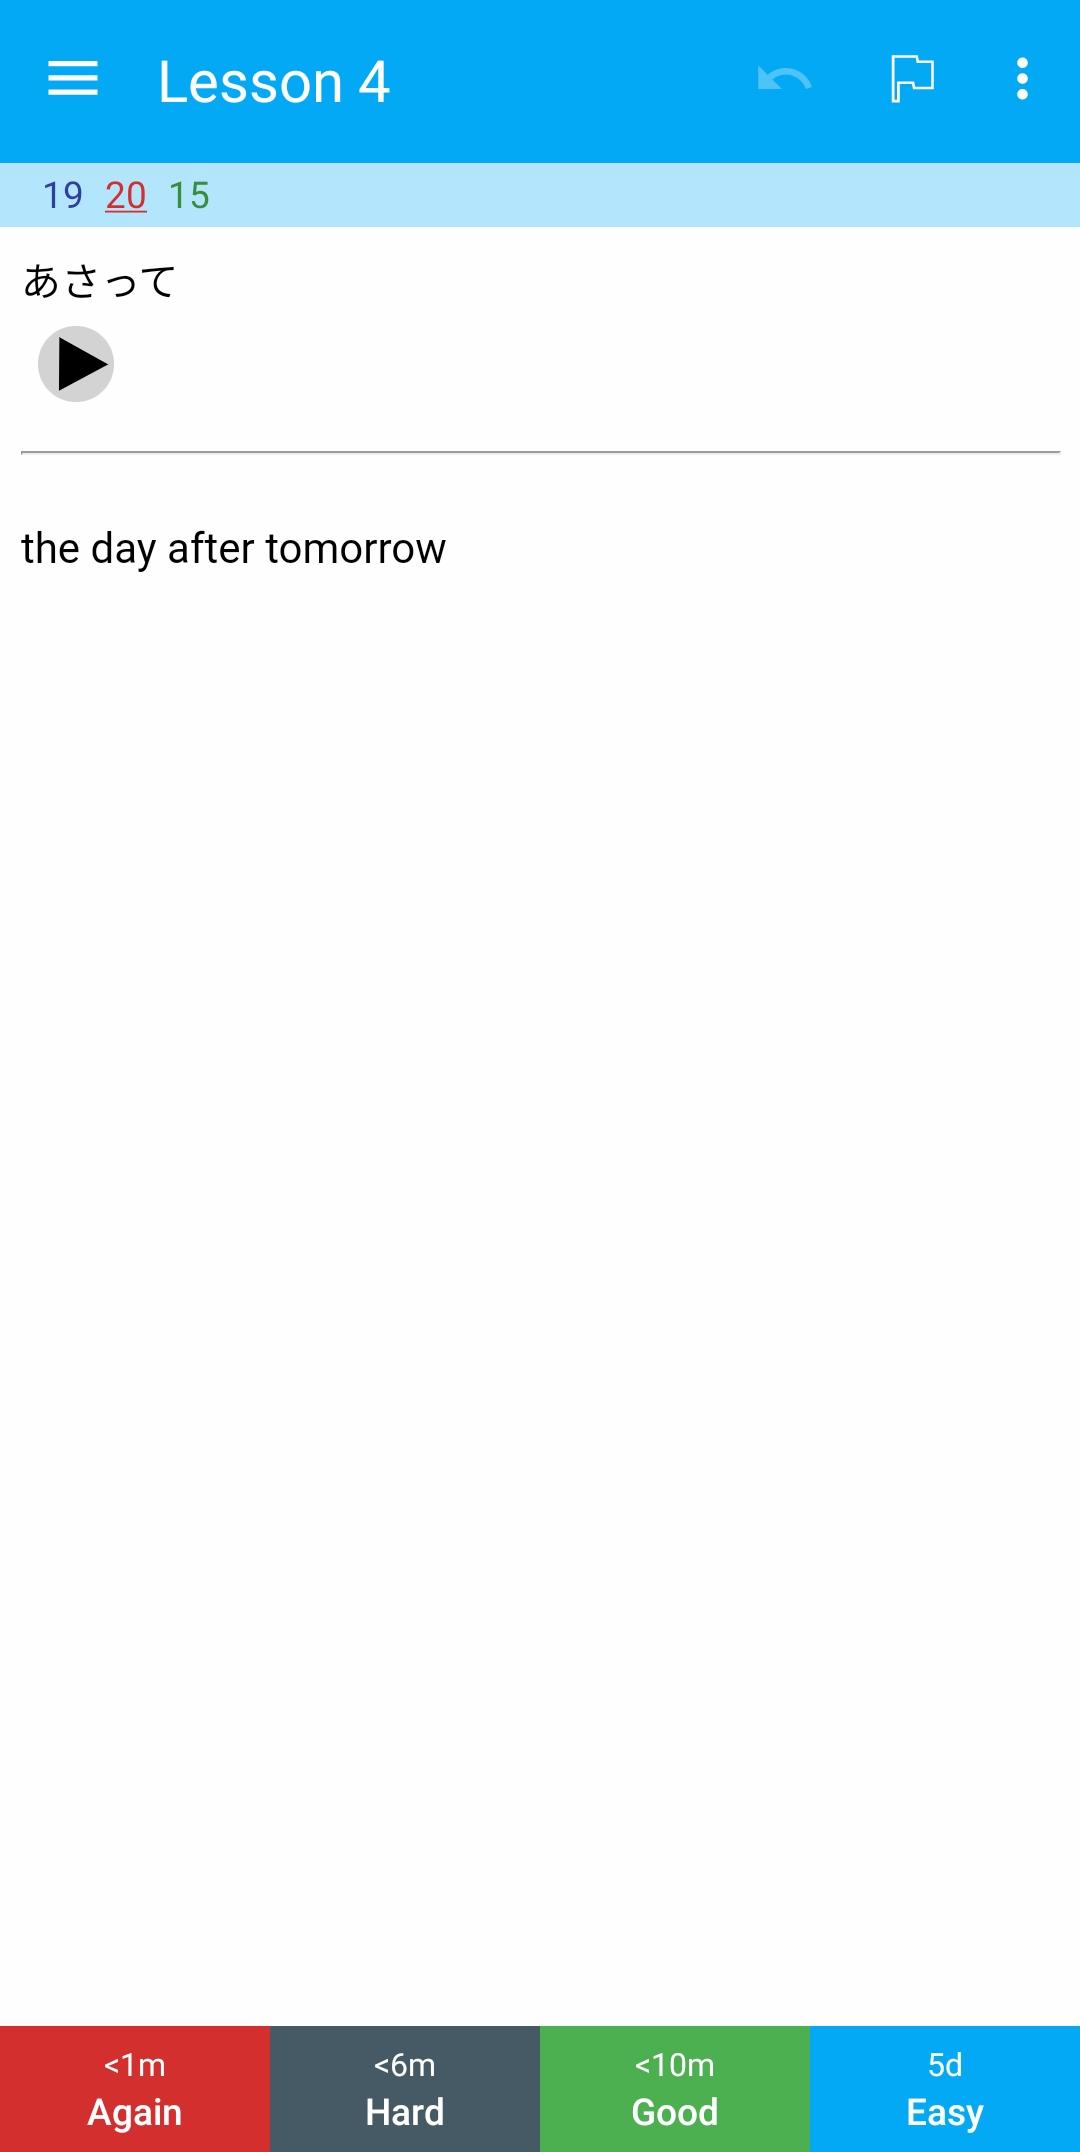 Lesson 4
19 20 15
あさって
the day after tomorrow
<1m <6m <10m 5d
Again Hard Good Easy